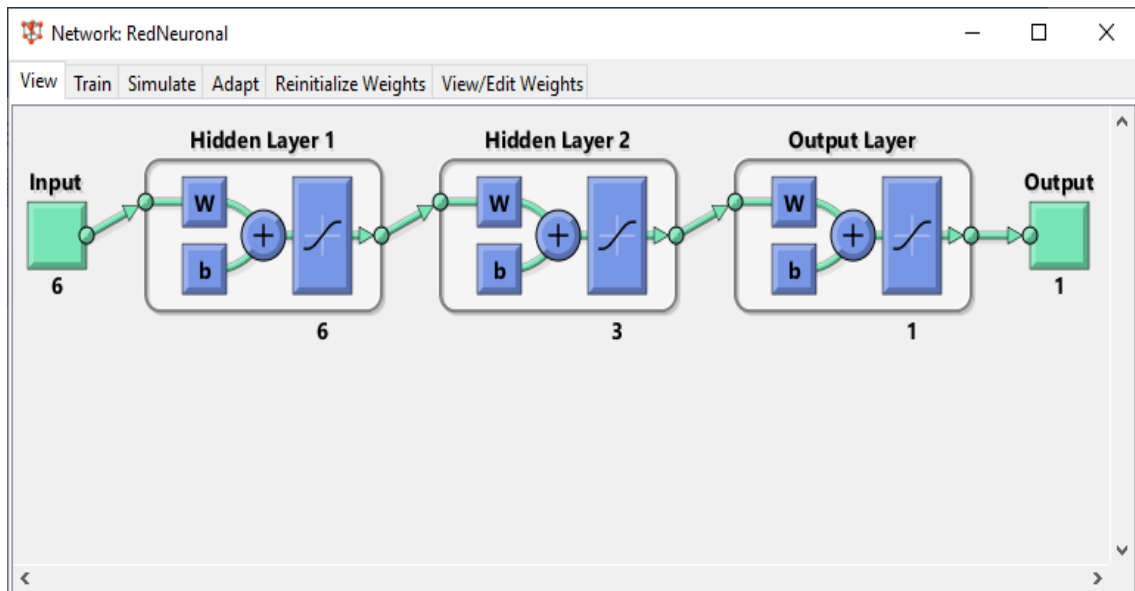 Network: RedNeuronal
View Train Simulate Adapt Reinitialize Weights View/Edit Weights
Hidden Layer 1 Hidden Layer 2 Output Layer
Input Output
W W W
+ + +
b b b
6 1
6 3 1